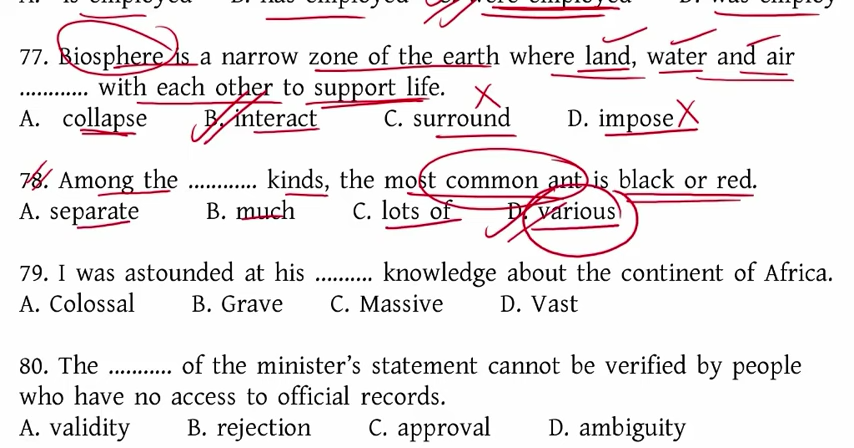 77. Biosphere is a narrow zone of the earth where land, water and air
............ with each other to support life.
A. collapse B. interact C. surround D. impose
78. Among the ............ kinds, the most common ant is black or red.
A. separate B. much C. lots of D. various
79. I was astounded at his .......... knowledge about the continent of Africa.
A. Colossal B. Grave C. Massive D. Vast
80. The ........... of the minister's statement cannot be verified by people
who have no access to official records.
A. validity B. rejection C. approval D. ambiguity